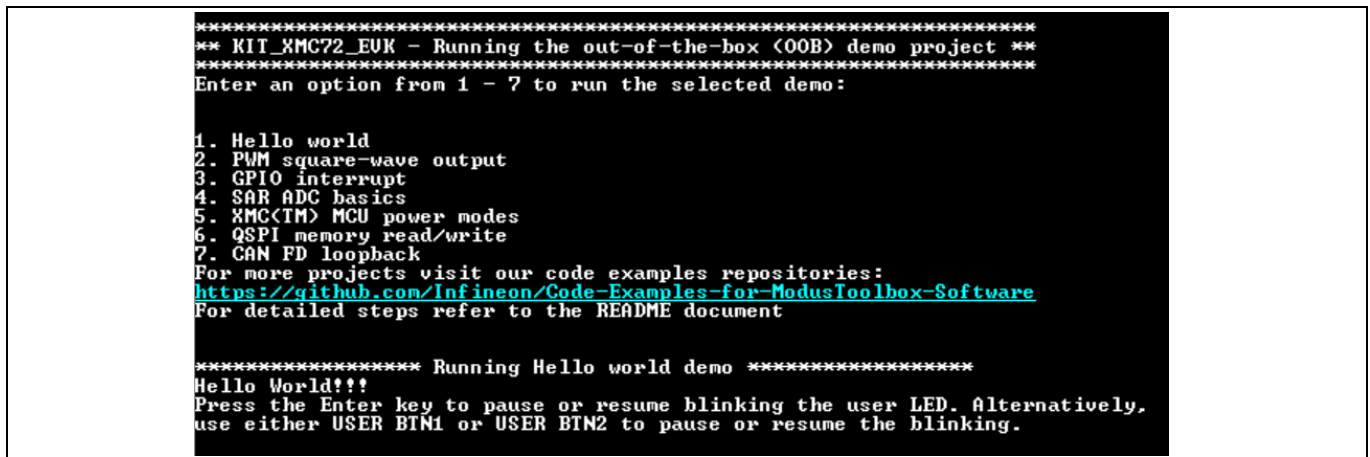 *******************************************************************
** KIT_XMC72_EVK - Running the out-of-the-box (OOB) demo project **
*******************************************************************
Enter an option from 1 - 7 to run the selected demo:
1. Hello world
2. PWM square-wave output
3. GPIO interrupt
4. SAR ADC basics
5. XMC(TM) MCU power modes
6. QSPI memory read/write
7. CAN FD loopback
For more projects visit our code examples repositories:
https://github.com/Infineon/Code-Examples-for-ModusToolbox-Software
For detailed steps refer to the README document
****************** Running Hello world demo ******************
Hello World!!!
Press the Enter key to pause or resume blinking the user LED. Alternatively,
use either USER BTN1 or USER BTN2 to pause or resume the blinking.